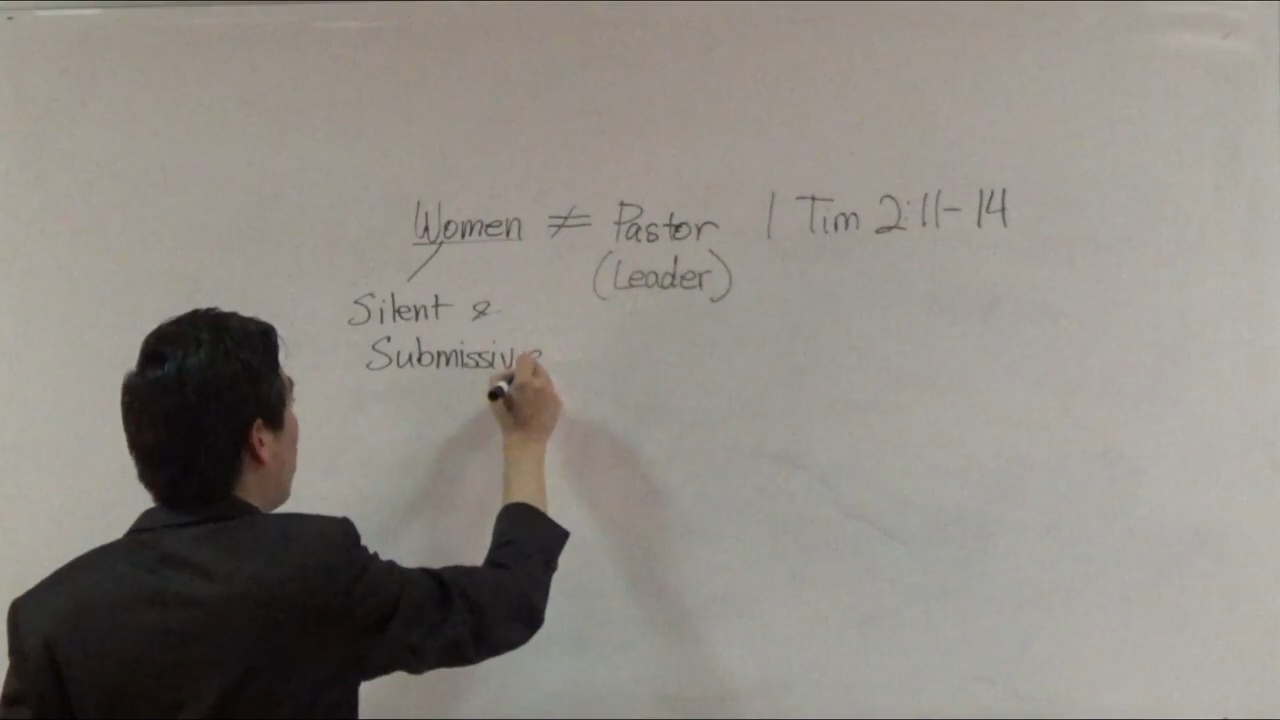 Women ≠ Pastor 1 Tim 2:11-14
(Leader)
Silent &
Submissive